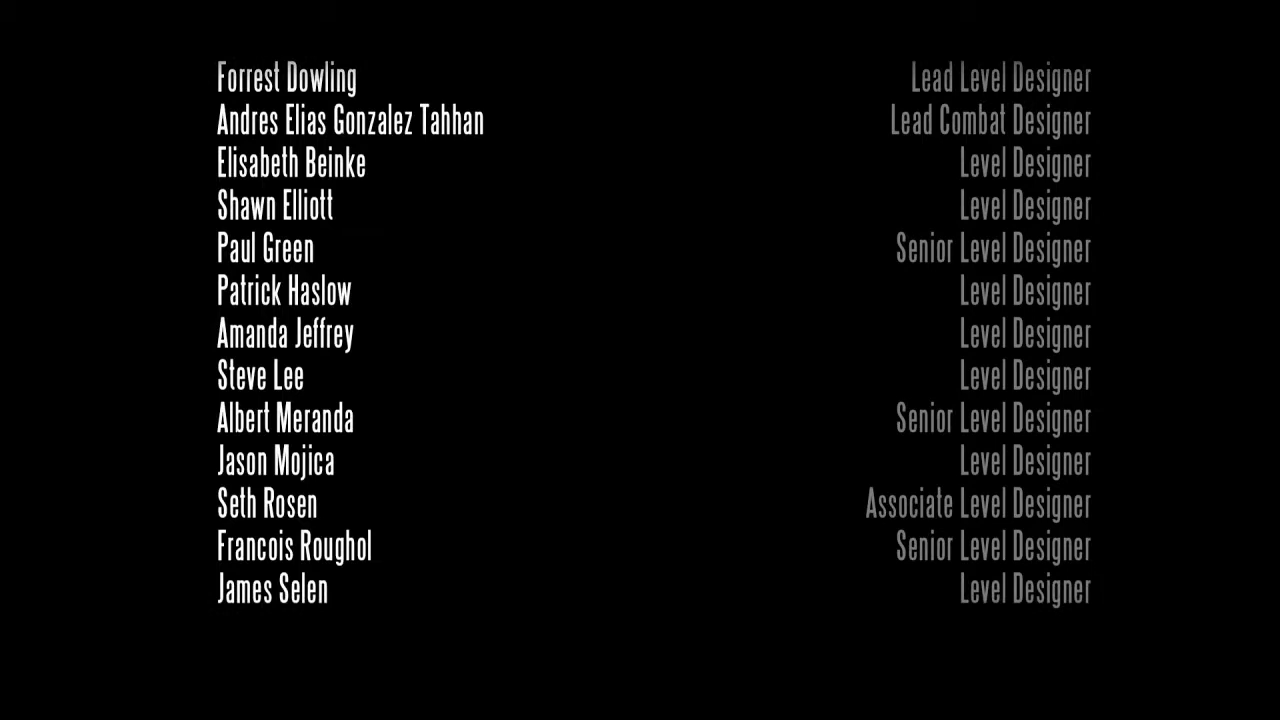 Forrest Dowling Lead Level Designer
Andres Elias Gonzalez Tahhan Lead Combat Designer
Elisabeth Beinke Level Designer
Shawn Elliott Level Designer
Paul Green Senior Level Designer
Patrick Haslow Level Designer
Amanda Jeffrey Level Designer
Steve Lee Level Designer
Albert Meranda Senior Level Designer
Jason Mojica Level Designer
Seth Rosen Associate Level Designer
Francois Roughol Senior Level Designer
James Selen Level Designer